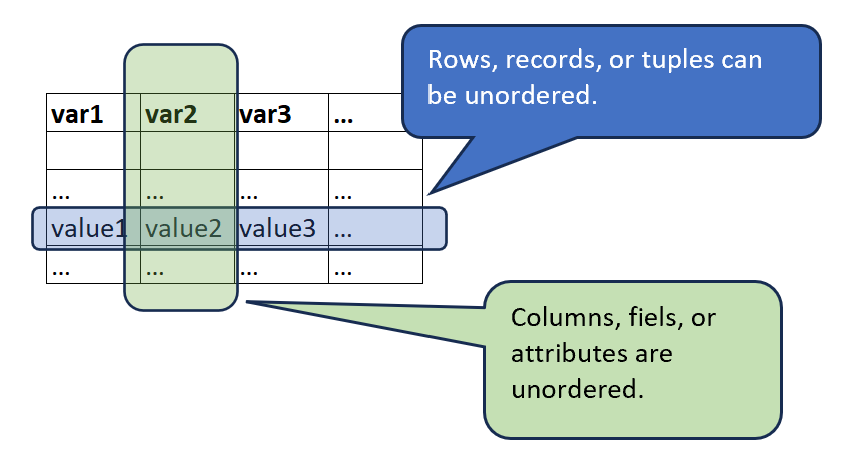 Rows, records, or tuples can
be unordered.
var1 var2 var3 ...
... ... ... ...
value1 value2 value3 ...
... ... ... ...
Columns, fiels, or
attributes are
unordered.